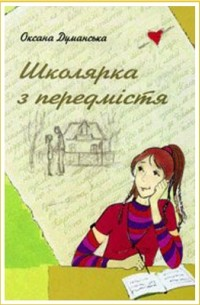 Оксана Думанська
Школярка
з передмістя